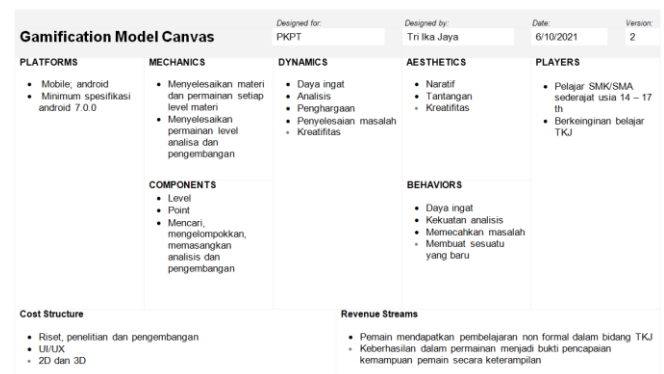 Gamification Model Canvas
Designed for:
PKPT
Designed by:
Tri Ika Jaya
Date:
6/10/2021
Version:
2
PLATFORMS
• Mobile; android
• Minimum spesifikasi
android 7.0.0
MECHANICS
• Menyelesaikan materi
dan permainan setiap
level materi
• Menyelesaikan
permainan level
analisa dan
pengembangan
COMPONENTS
• Level
• Point
• Mencari,
mengelompokkan,
memasangkan
analisis dan
pengembangan
DYNAMICS
• Daya ingat
• Analisis
• Penghargaan
• Penyelesaian masalah
• Kreatifitas
AESTHETICS
• Naratif
• Tantangan
• Kreatifitas
BEHAVIORS
• Daya ingat
• Kekuatan analisis
• Memecahkan masalah
• Membuat sesuatu
yang baru
PLAYERS
• Pelajar SMK/SMA
sederajat usia 14 – 17
th
• Berkeinginan belajar
TKJ
Cost Structure
• Riset, penelitian dan pengembangan
• UI/UX
• 2D dan 3D
Revenue Streams
• Pemain mendapatkan pembelajaran non formal dalam bidang TKJ
• Keberhasilan dalam permainan menjadi bukti pencapaian
kemampuan pemain secara keterampilan